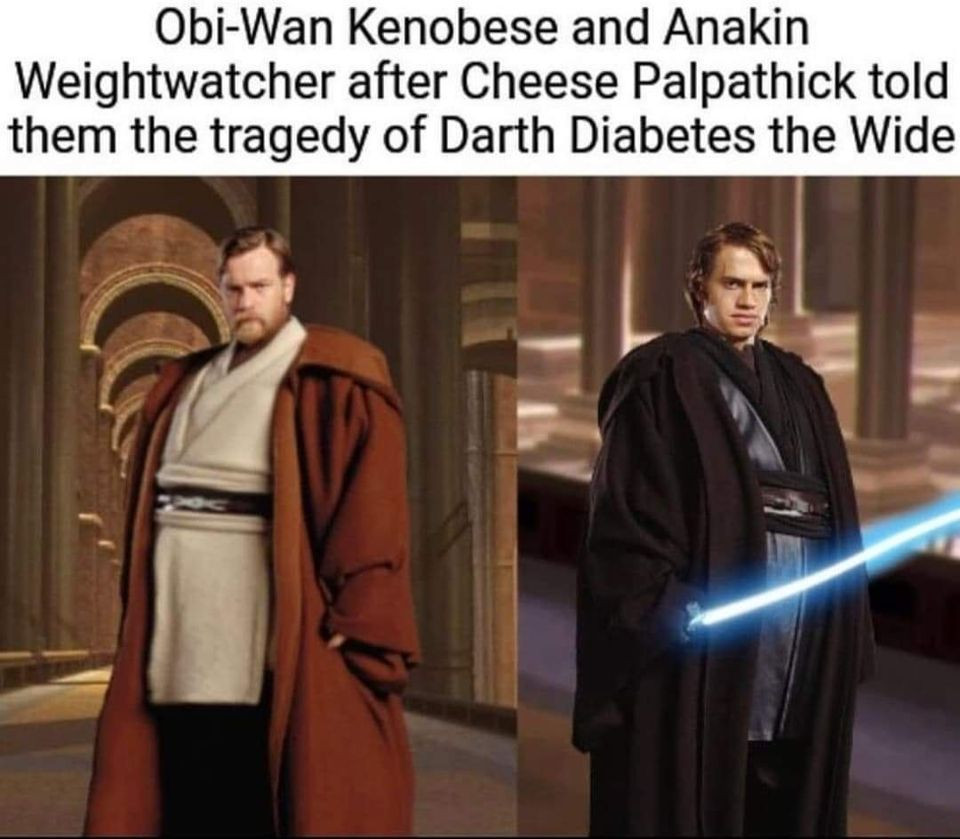 Obi-Wan Kenobese and Anakin
Weightwatcher after Cheese Palpathick told
them the tragedy of Darth Diabetes the Wide